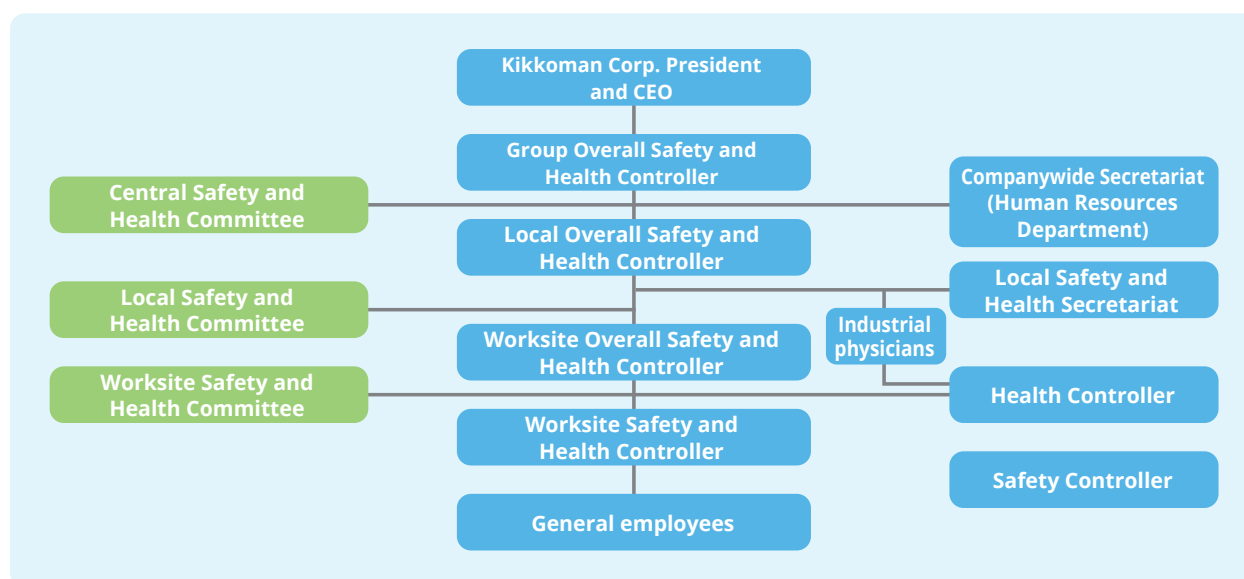 Kikkoman Corp. President
and CEO
Group Overall Safety and
Health Controller
Central Safety and
Health Committee
Companywide Secretariat
(Human Resources
Department)
Local Overall Safety and
Health Controller
Local Safety and
Health Committee
Local Safety and
Health Secretariat
Industrial
physicians
Worksite Overall Safety and
Health Controller
Worksite Safety and
Health Committee
Health Controller
Worksite Safety and
Health Controller
Safety Controller
General employees